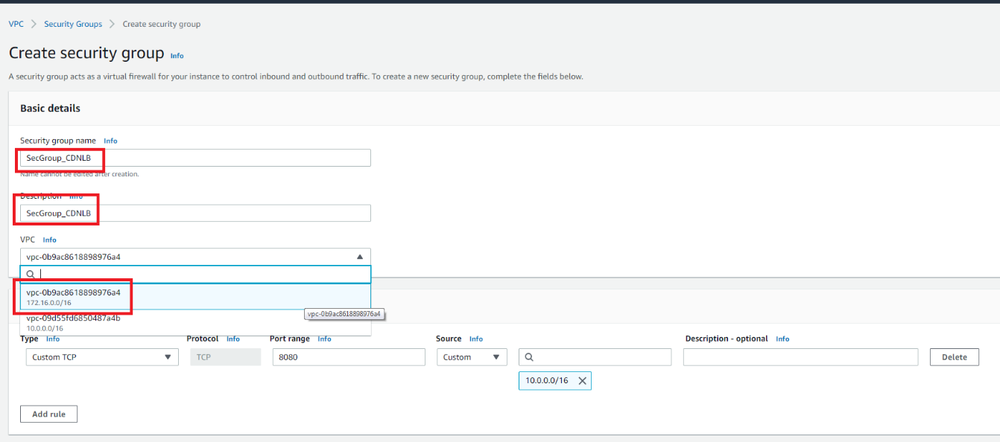 VPC > Security Groups > Create security group
Create security group Info
A security group acts as a virtual firewall for your instance to control inbound and outbound traffic. To create a new security group, complete the fields below.
Basic details
Security group name Info
SecGroup_CDNLB
Name cannot be edited after creation.
Description Info
SecGroup_CDNLB
VPC Info
vpc-0b9ac8618898976a4
vpc-0b9ac8618898976a4
172.16.0.0/16
vpc-0b9ac8618898976a4
vpc-09d55fd6850487a4b
10.0.0.0/16
Type Info Protocol Info Port range Info Source Info Description - optional Info
Custom TCP TCP 8080 Custom Delete
10.0.0.0/16
Add rule